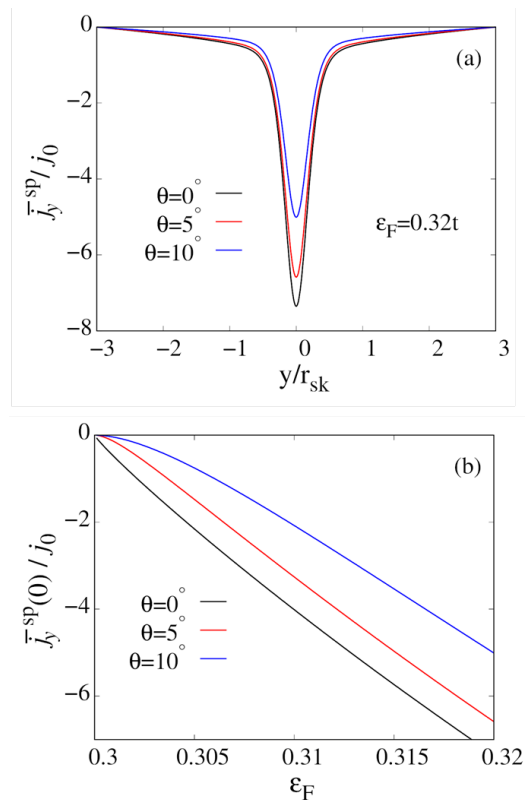 0
(a)
−2
j̅_y^sp / j_0
−4
θ=0°
θ=5°
ε_F=0.32t
−6
θ=10°
−8
−3 −2 −1 0 1 2 3
y/r_sk
0
(b)
−2
j̅_y^sp(0) / j_0
−4
θ=0°
θ=5°
θ=10°
−6
0.3 0.305 0.31 0.315 0.32
ε_F